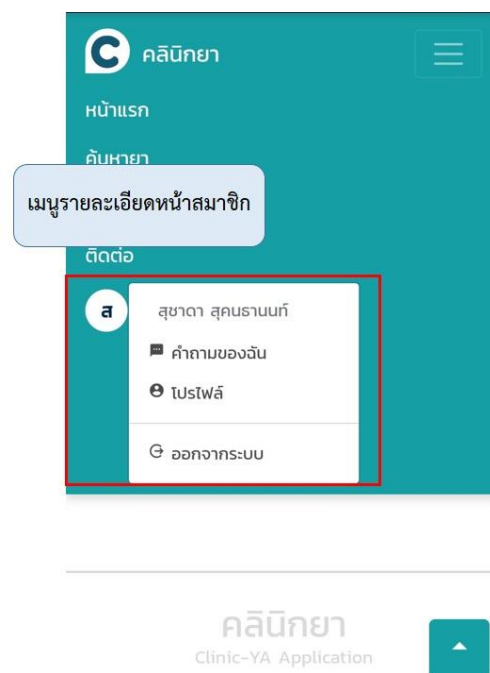 C คลินิกยา
หน้าแรก
ค้นหายา
เมนูรายละเอียดหน้าสมาชิก
ติดต่อ
ส
สุชาดา สุคนธานนท์
คำถามของฉัน
โปรไฟล์
ออกจากระบบ
คลินิกยา
Clinic-YA Application